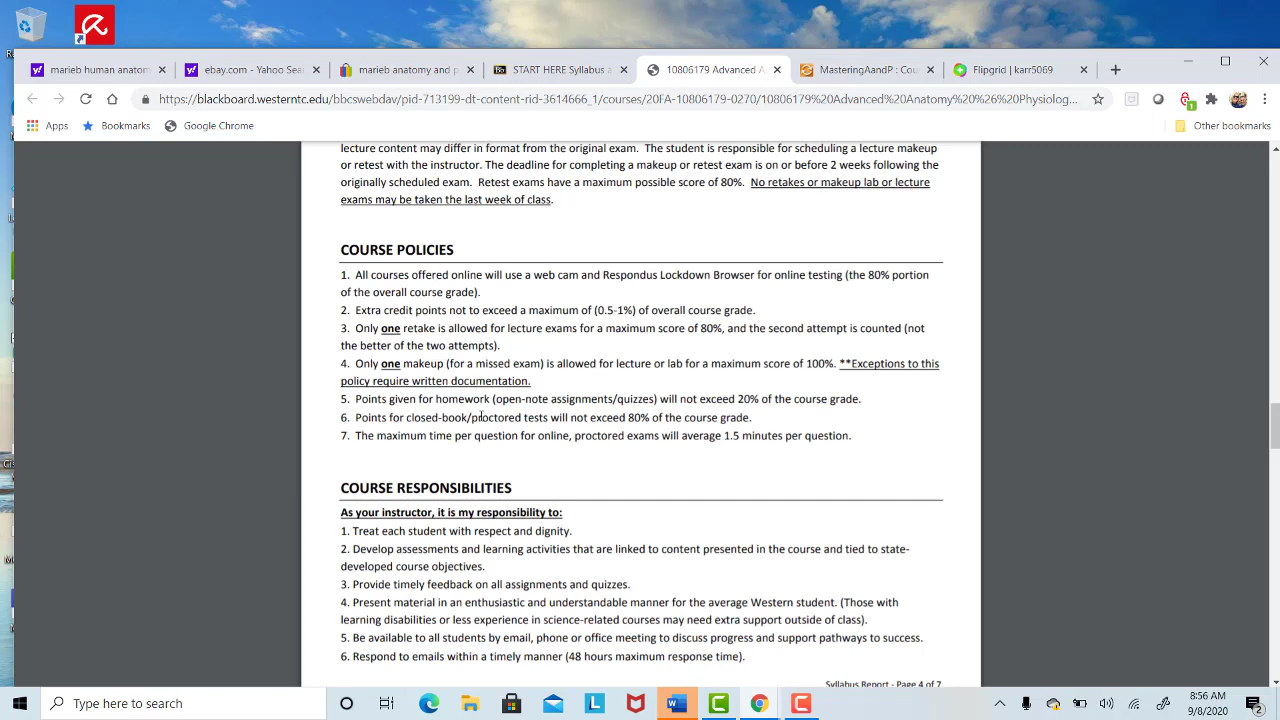 marieb human anatom
ebay.com - Yahoo Sea
marieb anatomy and p
START HERE Syllabus a
10806179 Advanced A
MasteringAandP : Cou
Flipgrid | karr5069
https://blackboard.westerntc.edu/bbcswebdav/pid-713199-dt-content-rid-3614666_1/courses/20FA-10806179-0270/10806179%20Advanced%20Anatomy%20%26%20Physiolog...
Apps
Bookmarks
Google Chrome
Other bookmarks
lecture content may differ in format from the original exam. The student is responsible for scheduling a lecture makeup
or retest with the instructor. The deadline for completing a makeup or retest exam is on or before 2 weeks following the
originally scheduled exam. Retest exams have a maximum possible score of 80%. No retakes or makeup lab or lecture
exams may be taken the last week of class.
COURSE POLICIES
1. All courses offered online will use a web cam and Respondus Lockdown Browser for online testing (the 80% portion
of the overall course grade).
2. Extra credit points not to exceed a maximum of (0.5-1%) of overall course grade.
3. Only one retake is allowed for lecture exams for a maximum score of 80%, and the second attempt is counted (not
the better of the two attempts).
4. Only one makeup (for a missed exam) is allowed for lecture or lab for a maximum score of 100%. **Exceptions to this
policy require written documentation.
5. Points given for homework (open-note assignments/quizzes) will not exceed 20% of the course grade.
6. Points for closed-book/proctored tests will not exceed 80% of the course grade.
7. The maximum time per question for online, proctored exams will average 1.5 minutes per question.
COURSE RESPONSIBILITIES
As your instructor, it is my responsibility to:
1. Treat each student with respect and dignity.
2. Develop assessments and learning activities that are linked to content presented in the course and tied to state-
developed course objectives.
3. Provide timely feedback on all assignments and quizzes.
4. Present material in an enthusiastic and understandable manner for the average Western student. (Those with
learning disabilities or less experience in science-related courses may need extra support outside of class).
5. Be available to all students by email, phone or office meeting to discuss progress and support pathways to success.
6. Respond to emails within a timely manner (48 hours maximum response time).
Syllabus Report - Page 4 of 7
Type here to search
8:56 AM
9/8/2020